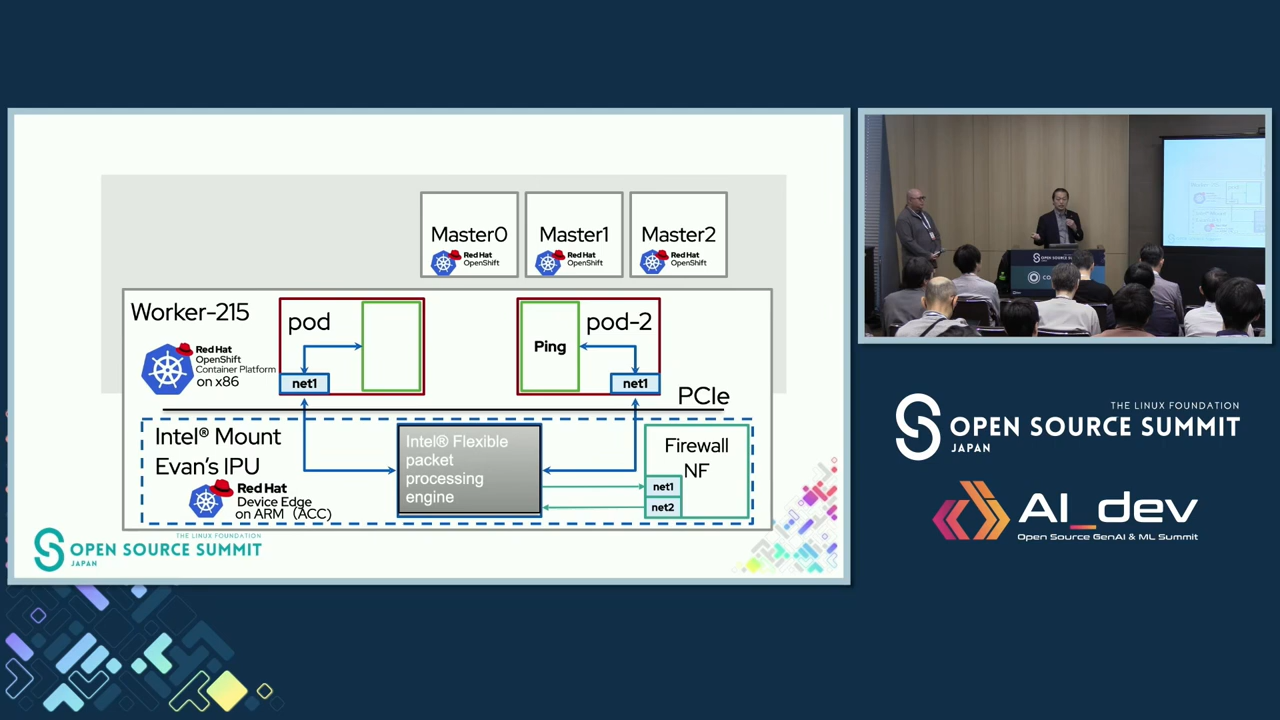 Master0
Red Hat
OpenShift
Master1
Red Hat
OpenShift
Master2
Red Hat
OpenShift
Worker-215
Red Hat
OpenShift
Container Platform
on x86
pod
net1
Ping
pod-2
net1
PCIe
Intel® Mount
Evan's IPU
Red Hat
Device Edge
on ARM (ACC)
Intel® Flexible
packet
processing
engine
Firewall
NF
net1
net2
THE LINUX FOUNDATION
OPEN SOURCE SUMMIT
JAPAN
THE LINUX FOUNDATION
OPEN SOURCE SUMMIT
JAPAN
AI_dev
Open Source GenAI & ML Summit